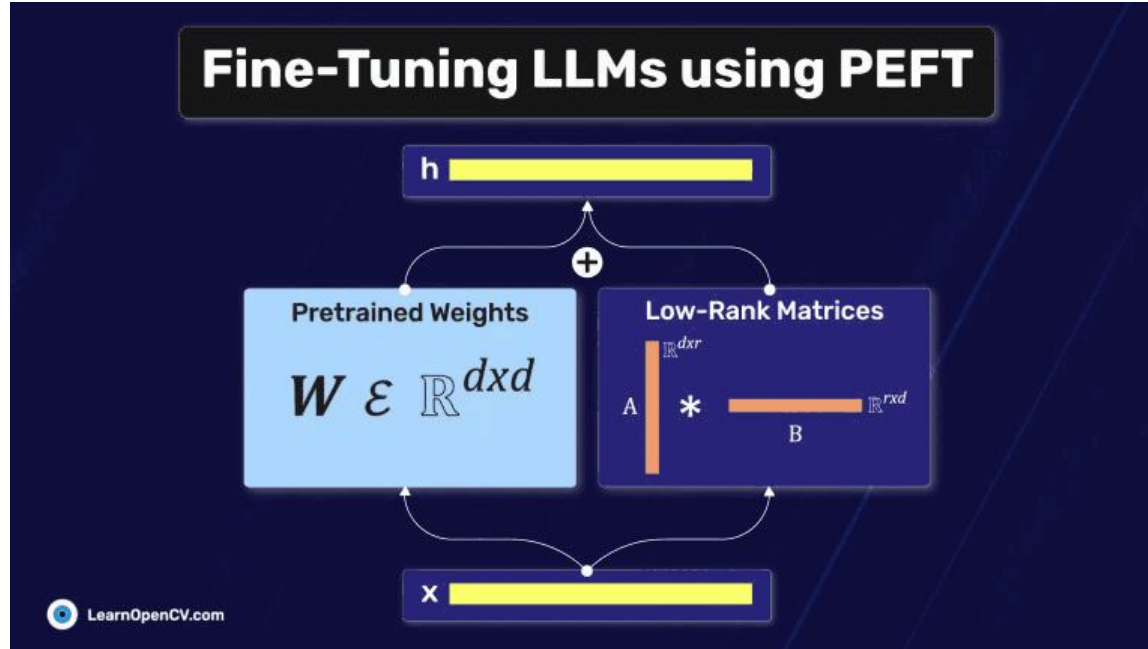 Fine-Tuning LLMs using PEFT
h
+
Pretrained Weights
W ε ℝ^{dxd}
Low-Rank Matrices
ℝ^{dxr}
A * ℝ^{rxd}
B
x
LearnOpenCV.com